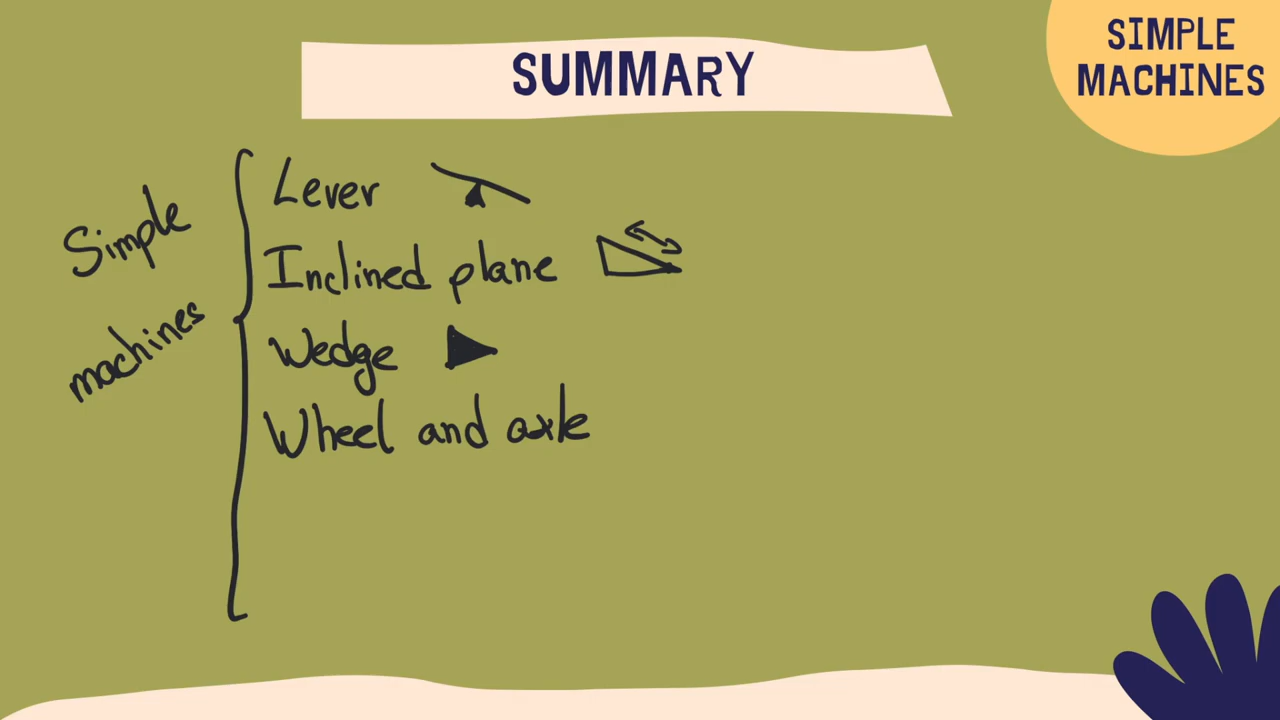 SUMMARY
SIMPLE
MACHINES
Simple
machines
Lever
Inclined plane
Wedge
Wheel and axle